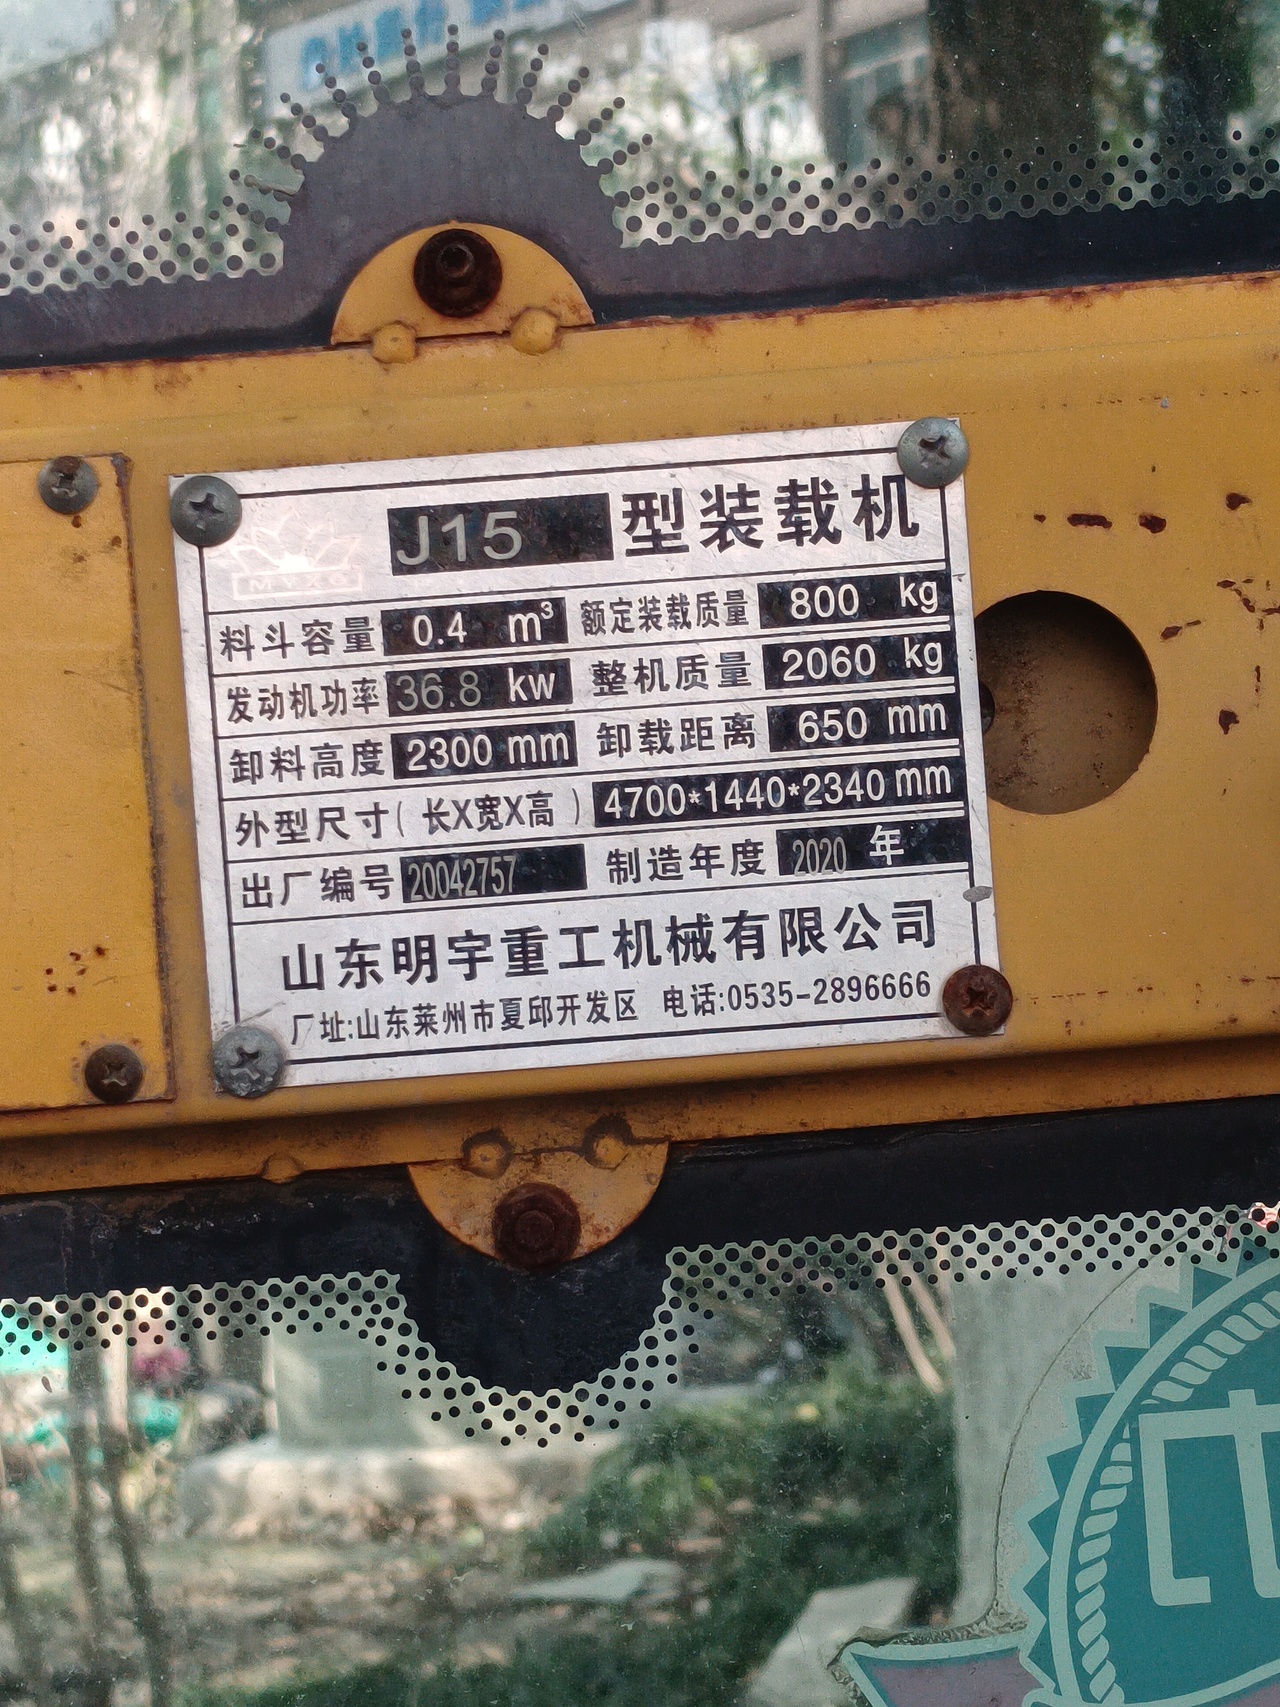 J15 型装载机
MYZG
料斗容量 0.4 m³ 额定装载质量 800 kg
发动机功率 36.8 kw 整机质量 2060 kg
卸料高度 2300 mm 卸载距离 650 mm
外型尺寸(长X宽X高) 4700*1440*2340 mm
出厂编号 20042757 制造年度 2020 年
山东明宇重工机械有限公司
厂址:山东莱州市夏邱开发区 电话:0535-2896666